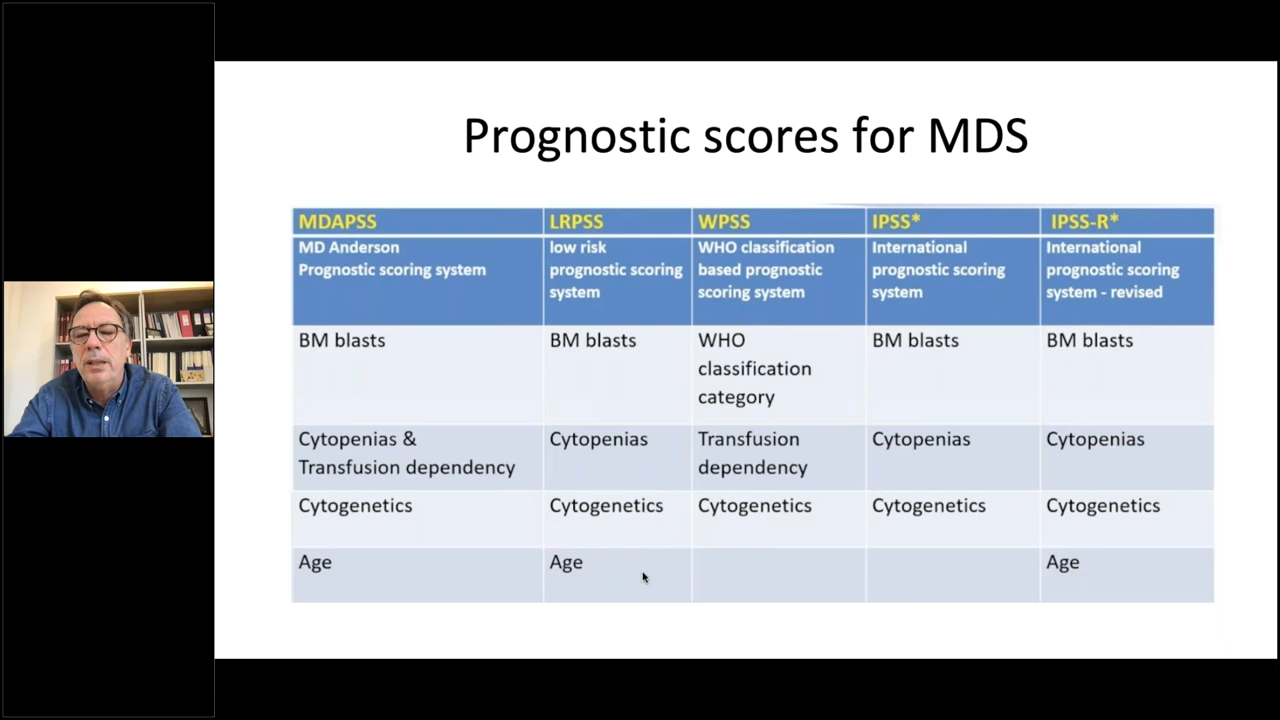 Prognostic scores for MDS
MDAPSS
LRPSS
WPSS
IPSS*
IPSS-R*
MD Anderson
Prognostic scoring system
low risk
prognostic scoring
system
WHO classification
based prognostic
scoring system
International
prognostic scoring
system
International
prognostic scoring
system - revised
BM blasts
BM blasts
WHO
classification
category
BM blasts
BM blasts
Cytopenias &
Transfusion dependency
Cytopenias
Transfusion
dependency
Cytopenias
Cytopenias
Cytogenetics
Cytogenetics
Cytogenetics
Cytogenetics
Cytogenetics
Age
Age
Age